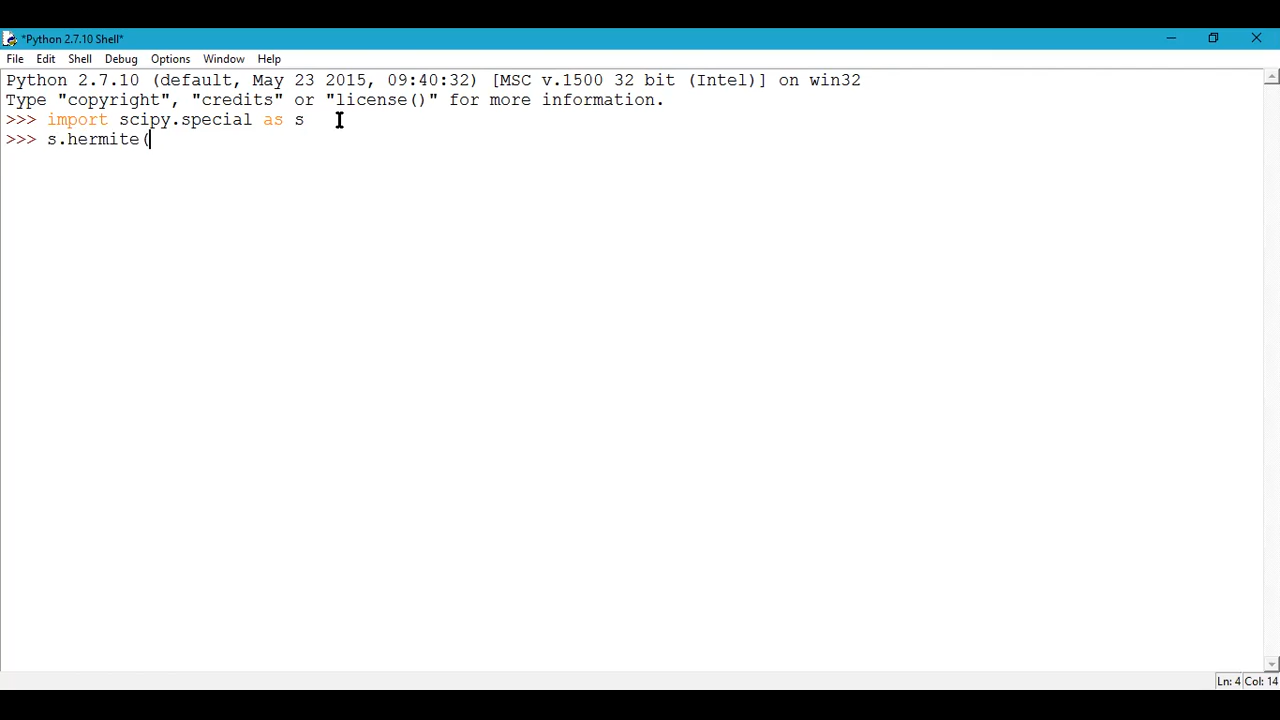 *Python 2.7.10 Shell*
File Edit Shell Debug Options Window Help
Python 2.7.10 (default, May 23 2015, 09:40:32) [MSC v.1500 32 bit (Intel)] on win32
Type "copyright", "credits" or "license()" for more information.
>>> import scipy.special as s
>>> s.hermite(
Ln: 4 Col: 14